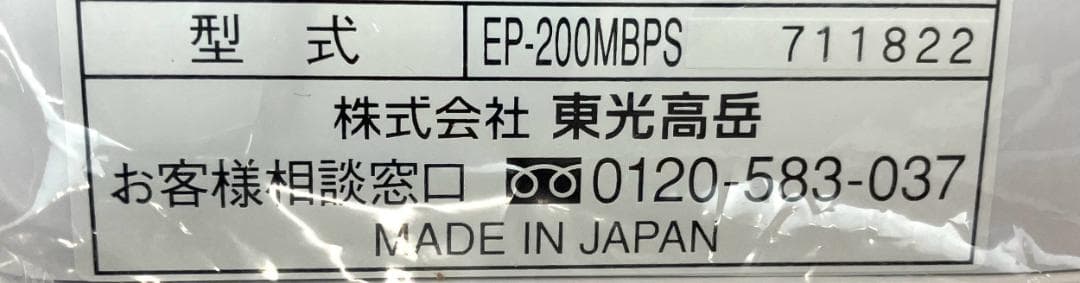 型 式 EP-200MBPS 711822
株式会社 東光高岳
お客様相談窓口 0120-583-037
MADE IN JAPAN